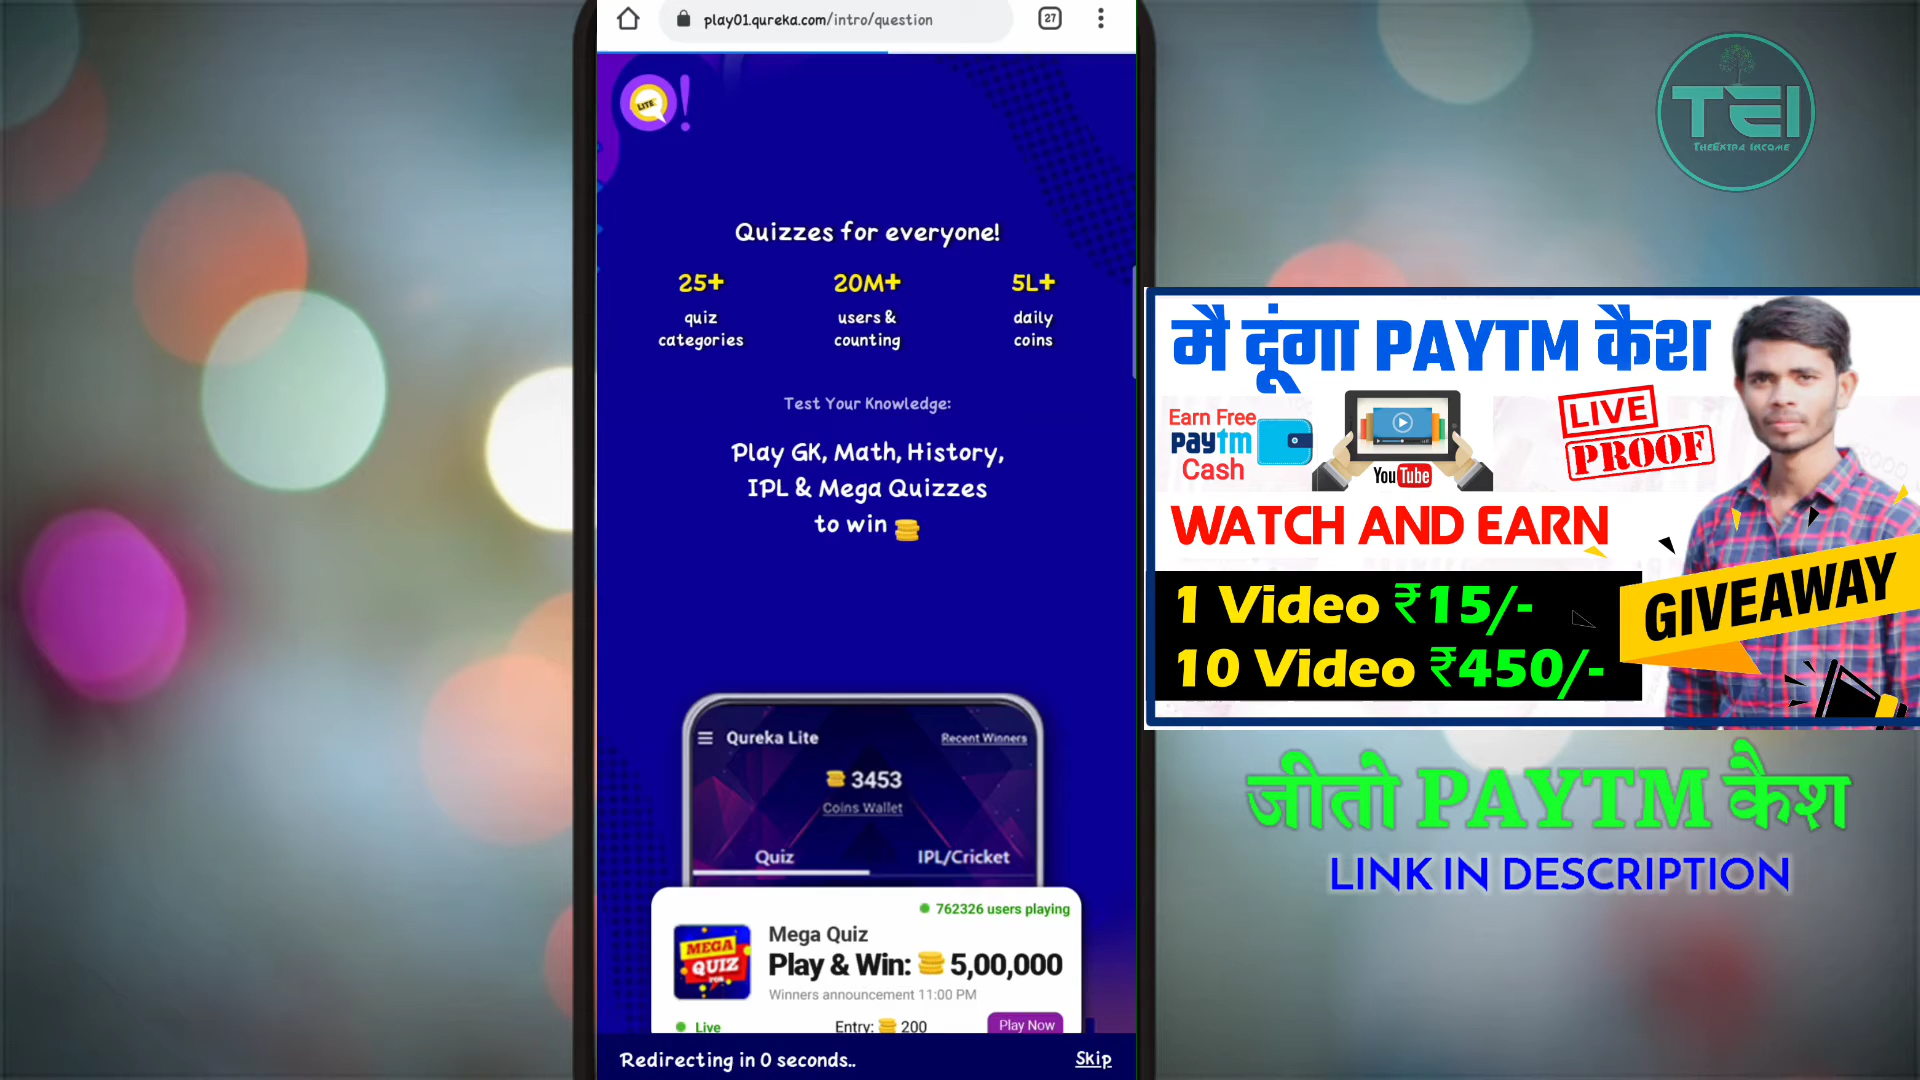 play01.qureka.com/intro/question
27
LITE
!
Quizzes for everyone!
25+
quiz
categories
20M+
users &
counting
5L+
daily
coins
Test Your Knowledge:
Play GK, Math, History,
IPL & Mega Quizzes
to win
Qureka Lite
Recent Winners
3453
Coins Wallet
Quiz
IPL/Cricket
762326 users playing
MEGA
QUIZ
Mega Quiz
Play & Win: 5,00,000
Winners announcement 11:00 PM
Live
Entry: 200
Play Now
Redirecting in 0 seconds..
Skip
TEI
TheExtra Income
मै दूंगा PAYTM कैश
Earn Free
paytm
Cash
YouTube
LIVE
PROOF
WATCH AND EARN
1 Video ₹15/-
10 Video ₹450/-
GIVEAWAY
जीतो PAYTM कैश
LINK IN DESCRIPTION